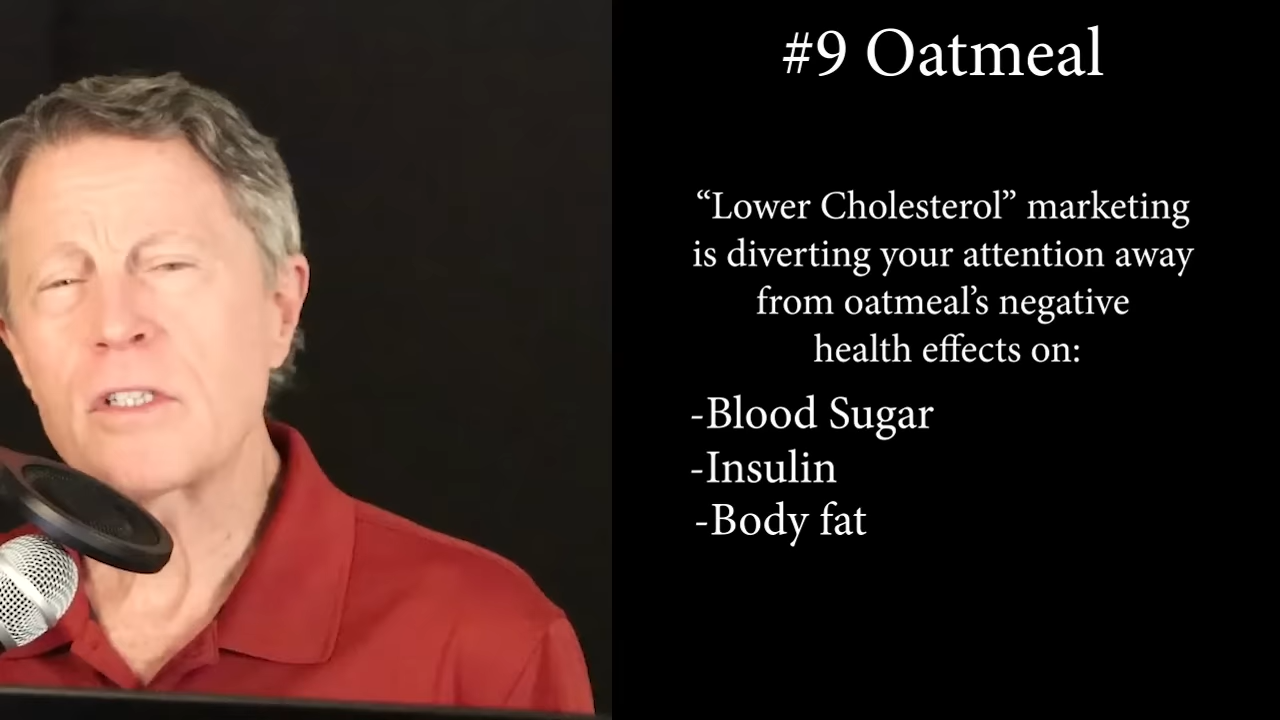 #9 Oatmeal
“Lower Cholesterol” marketing
is diverting your attention away
from oatmeal’s negative
health effects on:
-Blood Sugar
-Insulin
-Body fat